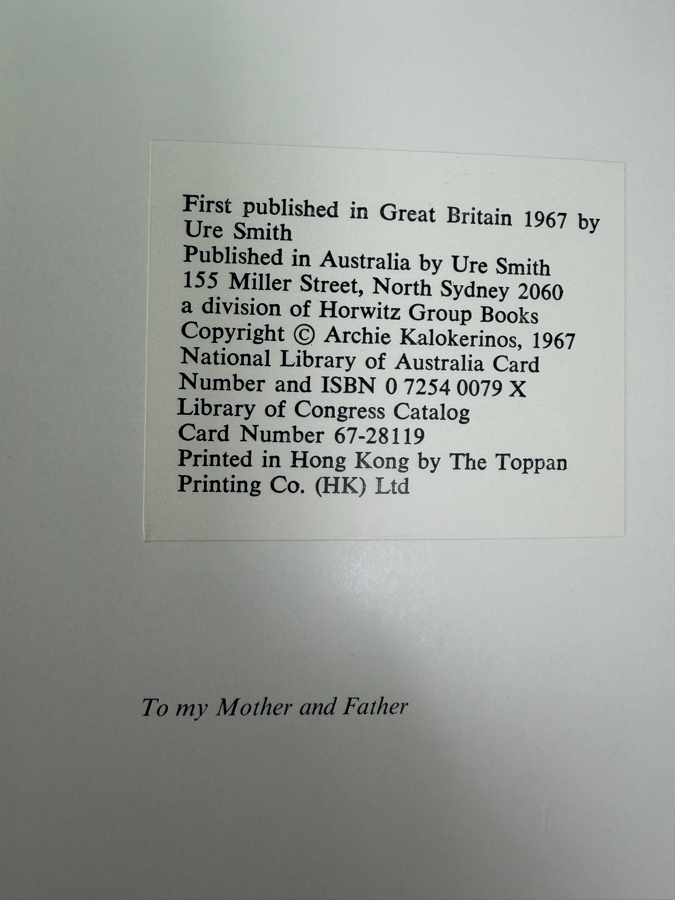 First published in Great Britain 1967 by
Ure Smith
Published in Australia by Ure Smith
155 Miller Street, North Sydney 2060
a division of Horwitz Group Books
Copyright © Archie Kalokerinos, 1967
National Library of Australia Card
Number and ISBN 0 7254 0079 X
Library of Congress Catalog
Card Number 67-28119
Printed in Hong Kong by The Toppan
Printing Co. (HK) Ltd
To my Mother and Father